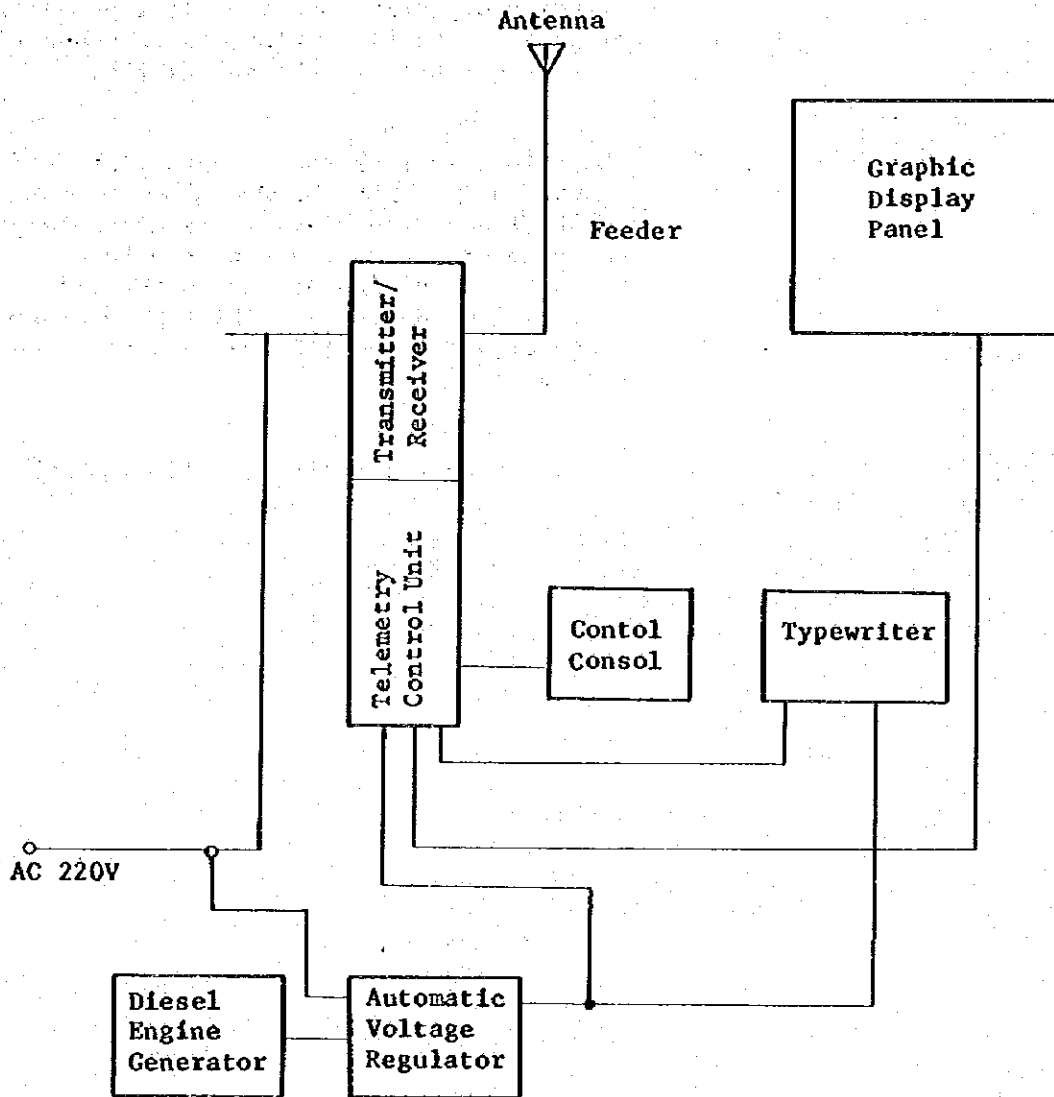 Antenna
Graphic
Display
Panel
Feeder
Transmitter/
Receiver
Telemetry
Control Unit
Contol
Consol
Typewriter
AC 220V
Diesel
Engine
Generator
Automatic
Voltage
Regulator